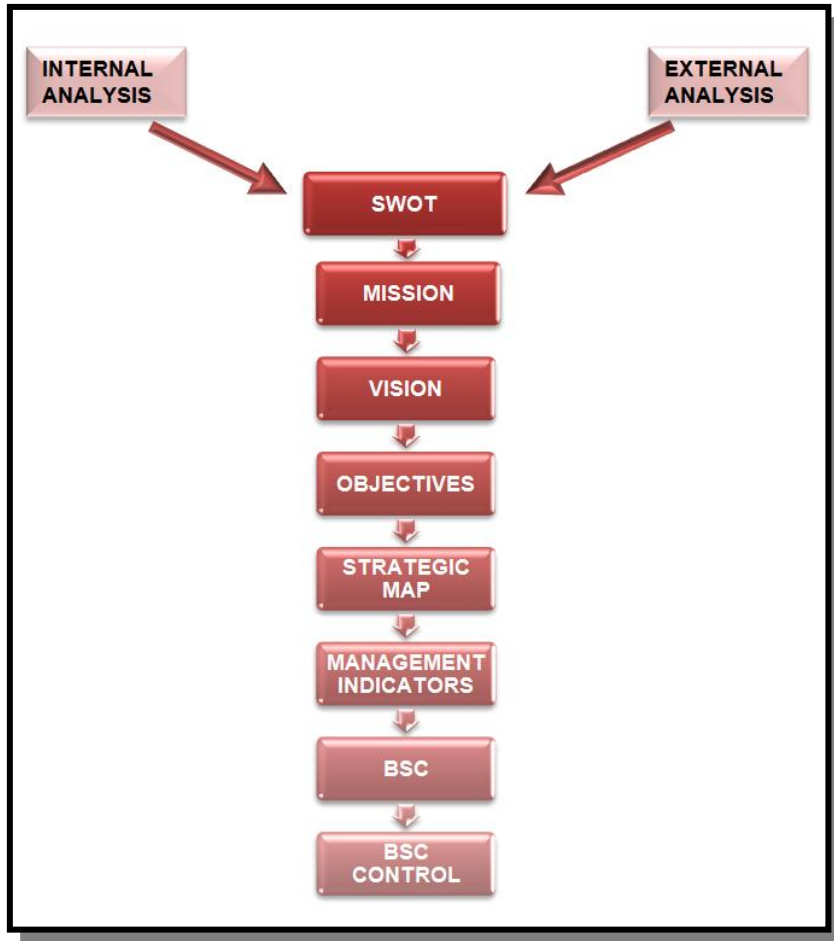 INTERNAL
ANALYSIS
EXTERNAL
ANALYSIS
SWOT
MISSION
VISION
OBJECTIVES
STRATEGIC
MAP
MANAGEMENT
INDICATORS
BSC
BSC
CONTROL